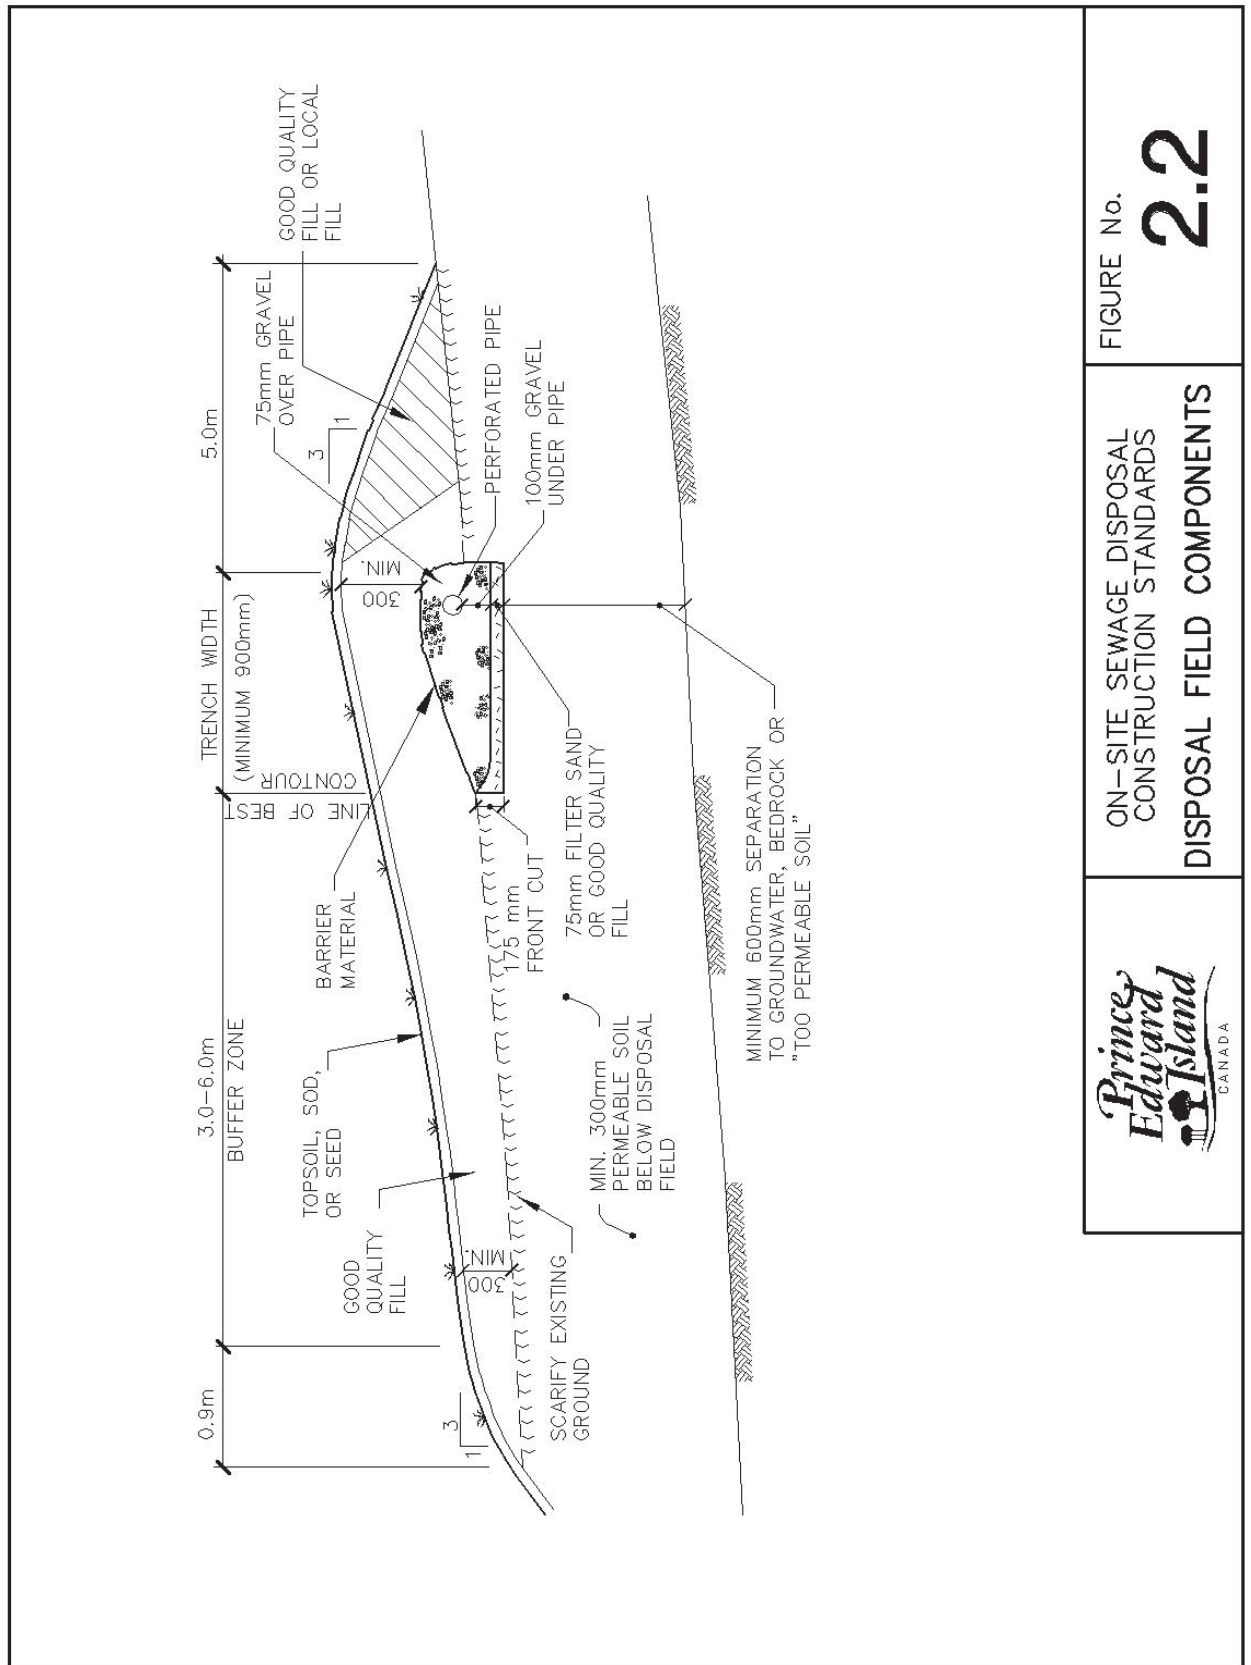 0.9m
3.0-6.0m
BUFFER ZONE
TRENCH WIDTH
(MINIMUM 900mm)
5.0m
LINE OF BEST
CONTOUR
TOPSOIL, SOD,
OR SEED
GOOD
QUALITY
FILL
BARRIER
MATERIAL
75mm GRAVEL
OVER PIPE
GOOD QUALITY
FILL OR LOCAL
FILL
3
1
3
1
300
MIN.
300
MIN.
PERFORATED PIPE
100mm GRAVEL
UNDER PIPE
175 mm
FRONT CUT
75mm FILTER SAND
OR GOOD QUALITY
FILL
SCARIFY EXISTING
GROUND
MIN. 300mm
PERMEABLE SOIL
BELOW DISPOSAL
FIELD
MINIMUM 600mm SEPARATION
TO GROUNDWATER, BEDROCK OR
"TOO PERMEABLE SOIL"
Prince
Edward
Island
CANADA
ON-SITE SEWAGE DISPOSAL
CONSTRUCTION STANDARDS
DISPOSAL FIELD COMPONENTS
FIGURE No.
2.2